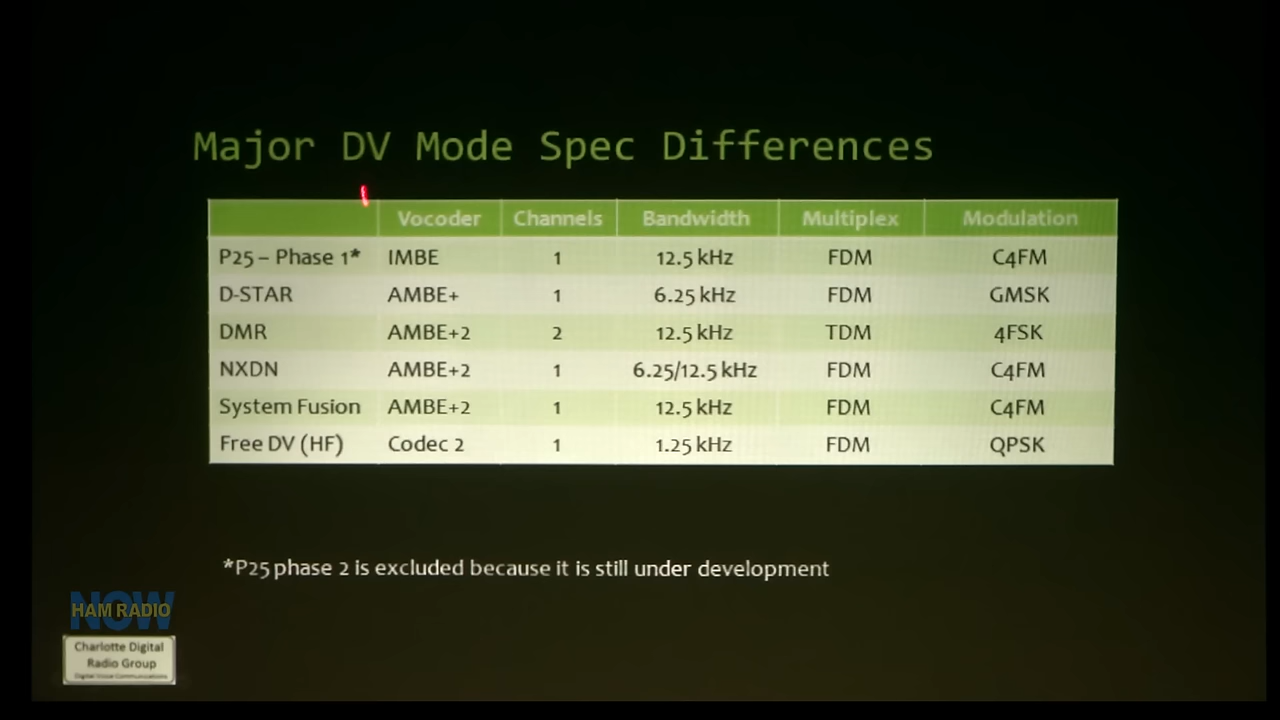 Major DV Mode Spec Differences
Vocoder Channels Bandwidth Multiplex Modulation
P25 – Phase 1* IMBE 1 12.5 kHz FDM C4FM
D-STAR AMBE+ 1 6.25 kHz FDM GMSK
DMR AMBE+2 2 12.5 kHz TDM 4FSK
NXDN AMBE+2 1 6.25/12.5 kHz FDM C4FM
System Fusion AMBE+2 1 12.5 kHz FDM C4FM
Free DV (HF) Codec 2 1 1.25 kHz FDM QPSK
*P25 phase 2 is excluded because it is still under development
HAM RADIO
NOW
Charlotte Digital
Radio Group
Digital Voice Communications